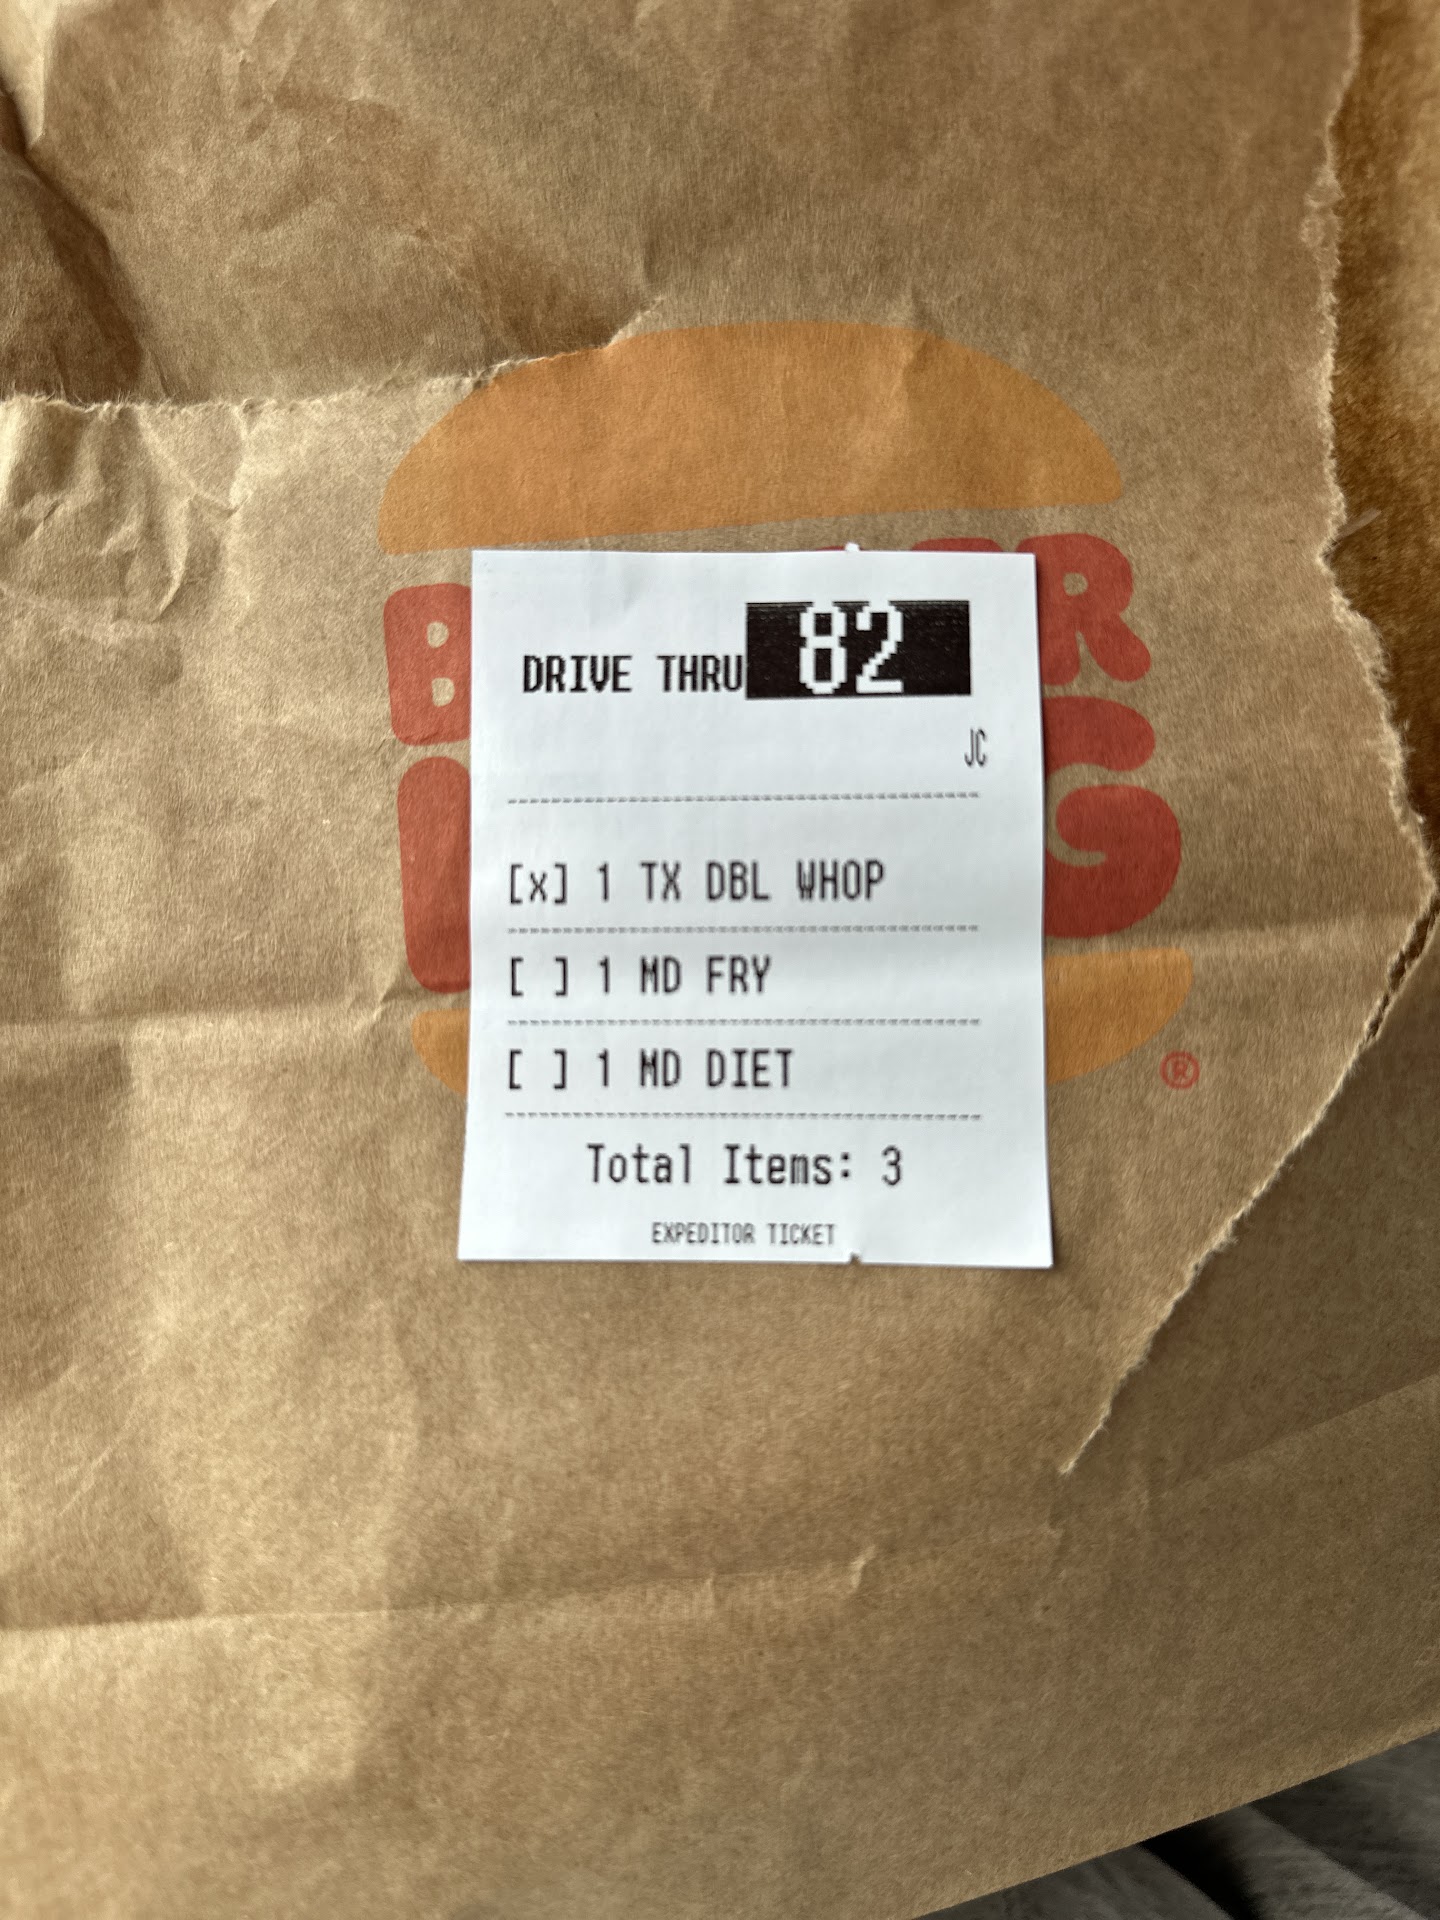 DRIVE THRU 82
JC
[x] 1 TX DBL WHOP
[ ] 1 MD FRY
[ ] 1 MD DIET
Total Items: 3
EXPEDITOR TICKET
®